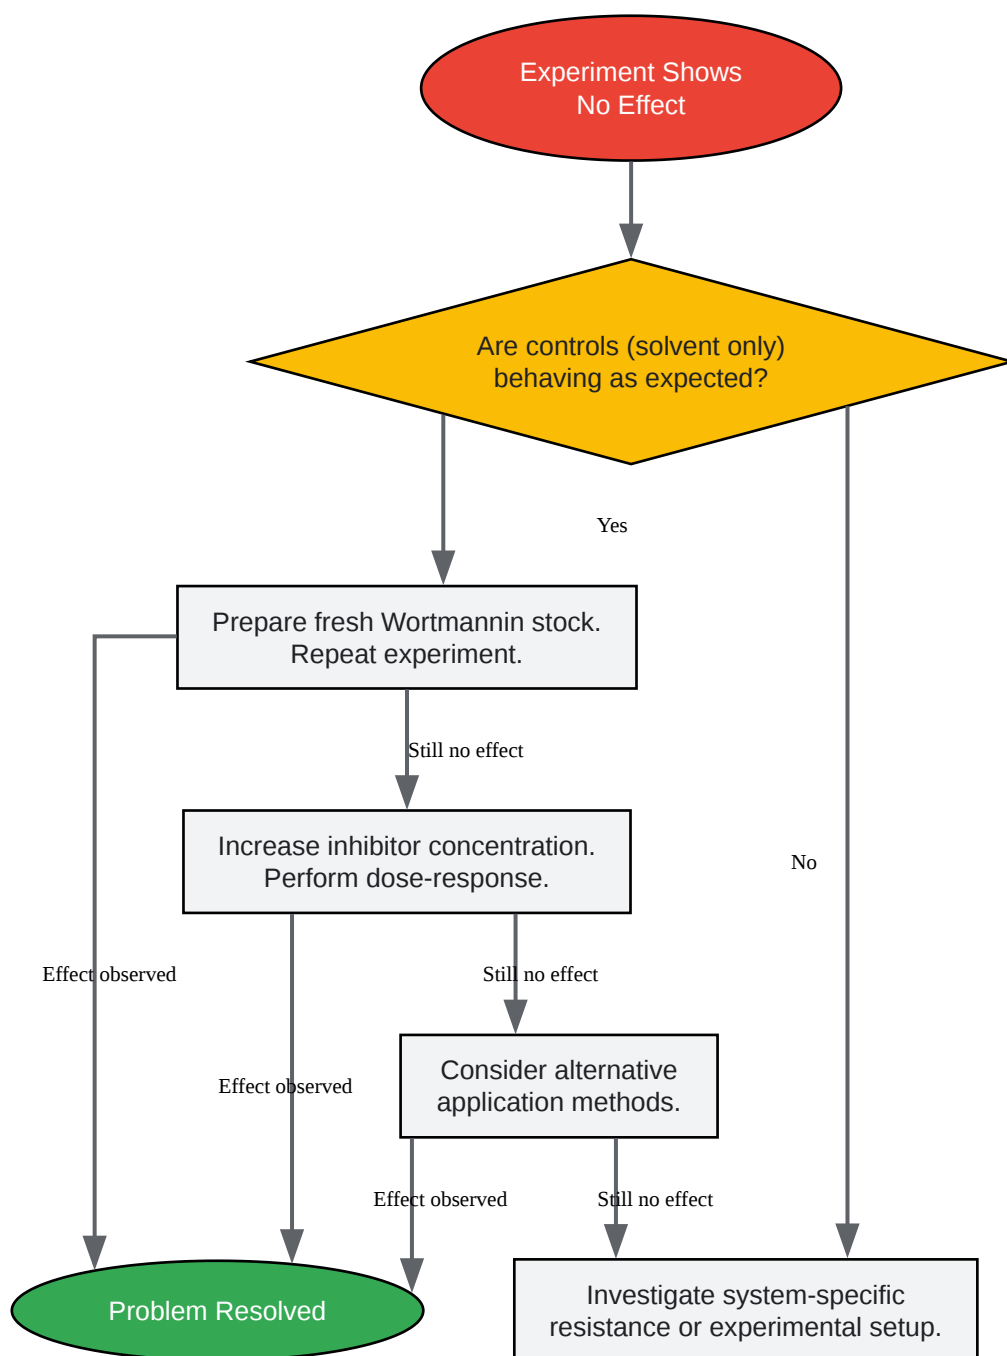 Experiment Shows
No Effect
Are controls (solvent only)
behaving as expected?
Yes
Prepare fresh Wortmannin stock.
Repeat experiment.
Still no effect
Increase inhibitor concentration.
Perform dose-response.
No
Effect observed
Still no effect
Consider alternative
application methods.
Effect observed
Effect observed
Still no effect
Problem Resolved
Investigate system-specific
resistance or experimental setup.